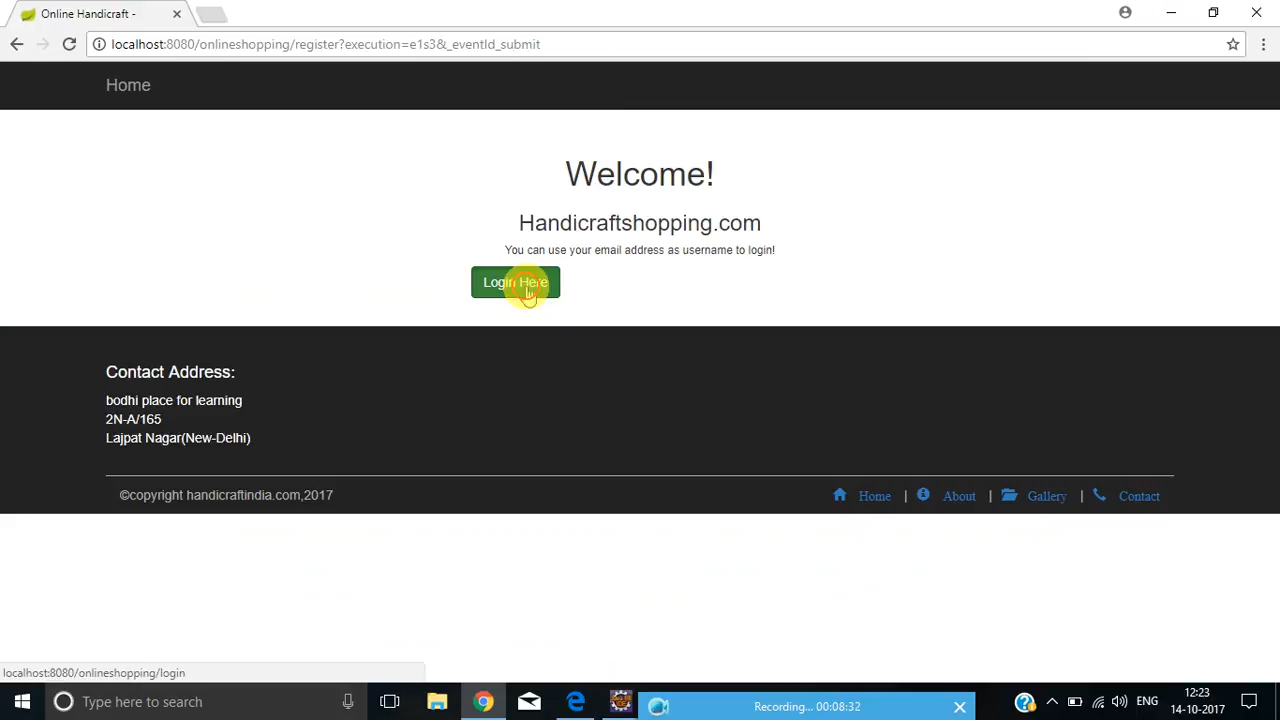 Online Handicraft -
localhost:8080/onlineshopping/register?execution=e1s3&_eventId_submit
Home
Welcome!
Handicraftshopping.com
You can use your email address as username to login!
Login Here
Contact Address:
bodhi place for learning
2N-A/165
Lajpat Nagar(New-Delhi)
©copyright handicraftindia.com,2017
Home | About | Gallery | Contact
localhost:8080/onlineshopping/login
Type here to search
Recording... 00:08:32
ENG
12:23
14-10-2017